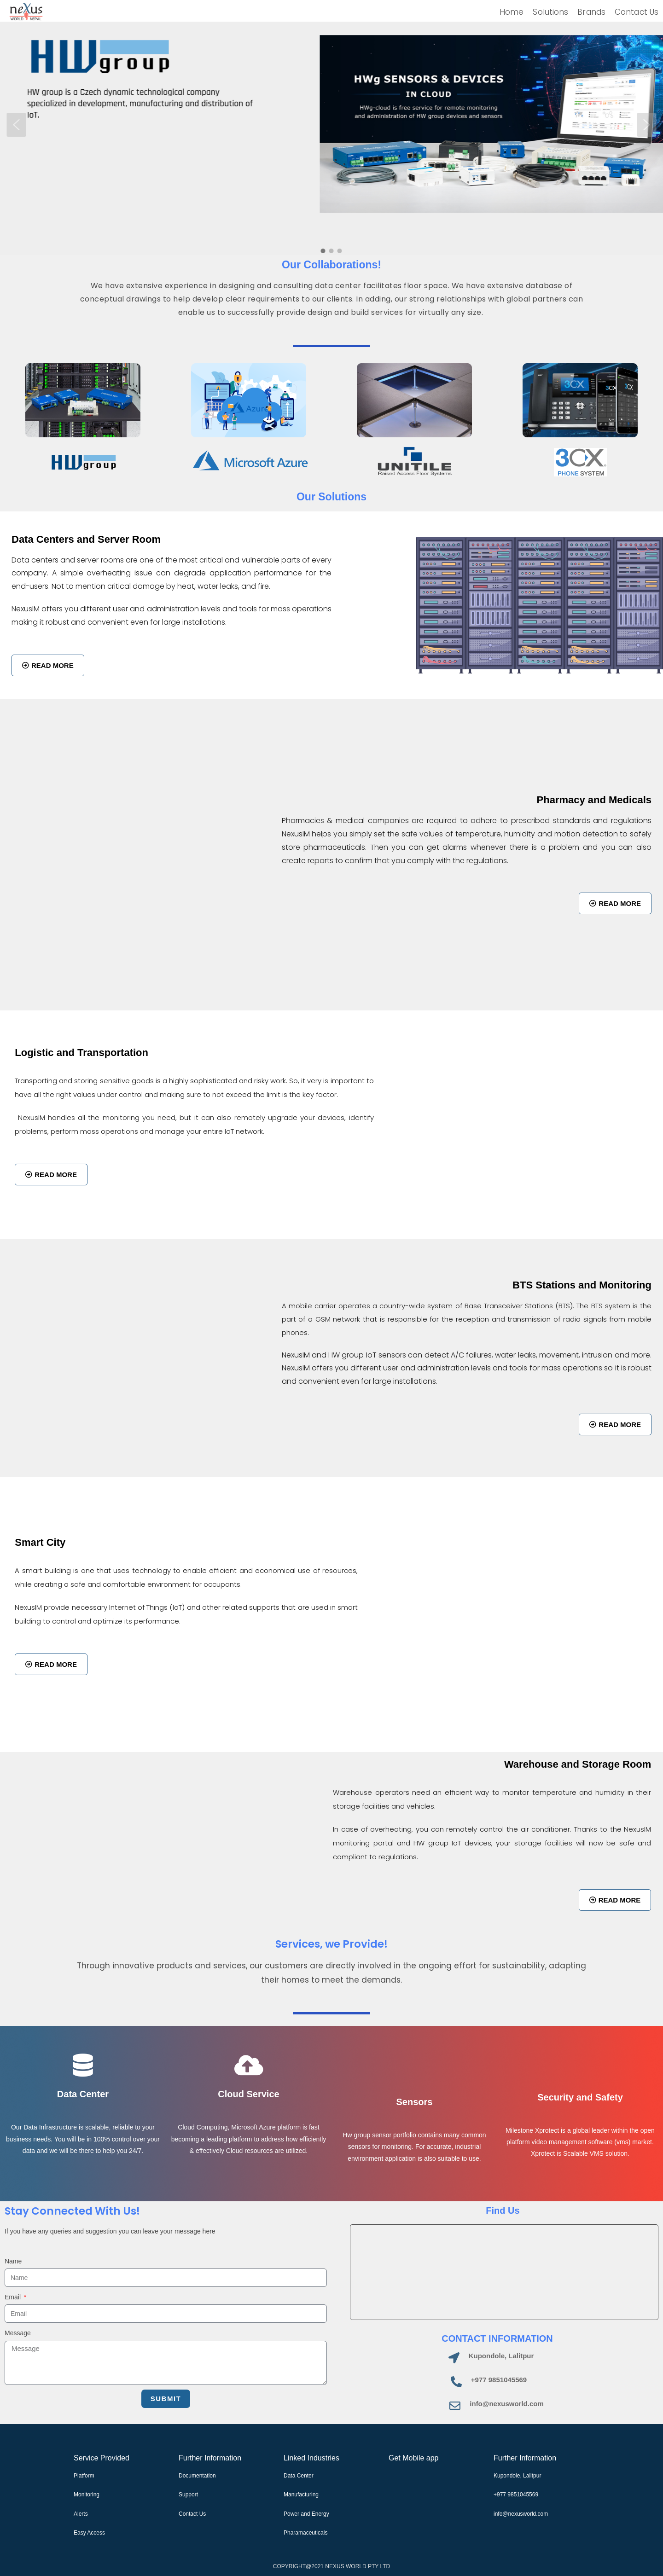 neXus
WORLD NEPAL
Home
Solutions
Brands
Contact Us
HWgroup
HW group is a Czech dynamic technological company
specialized in development, manufacturing and distribution of
IoT.
HWg SENSORS & DEVICES
IN CLOUD
HWg-cloud is free service for remote monitoring
and administration of HW group devices and sensors
Our Collaborations!
We have extensive experience in designing and consulting data center facilitates floor space. We have extensive database of
conceptual drawings to help develop clear requirements to our clients. In adding, our strong relationships with global partners can
enable us to successfully provide design and build services for virtually any size.
Azure
3CX
HWgroup
Microsoft Azure
UNITILE
Raised Access Floor Systems
3CX
PHONE SYSTEM
Our Solutions
Data Centers and Server Room
Data centers and server rooms are one of the most critical and vulnerable parts of every
company. A simple overheating issue can degrade application performance for the
end-users. Not to mention critical damage by heat, water leaks, and fire.
NexusIM offers you different user and administration levels and tools for mass operations
making it robust and convenient even for large installations.
READ MORE
Pharmacy and Medicals
Pharmacies & medical companies are required to adhere to prescribed standards and regulations
NexusIM helps you simply set the safe values of temperature, humidity and motion detection to safely
store pharmaceuticals. Then you can get alarms whenever there is a problem and you can also
create reports to confirm that you comply with the regulations.
READ MORE
Logistic and Transportation
Transporting and storing sensitive goods is a highly sophisticated and risky work. So, it very is important to
have all the right values under control and making sure to not exceed the limit is the key factor.
NexusIM handles all the monitoring you need, but it can also remotely upgrade your devices, identify
problems, perform mass operations and manage your entire IoT network.
READ MORE
BTS Stations and Monitoring
A mobile carrier operates a country-wide system of Base Transceiver Stations (BTS). The BTS system is the
part of a GSM network that is responsible for the reception and transmission of radio signals from mobile
phones.
NexusIM and HW group IoT sensors can detect A/C failures, water leaks, movement, intrusion and more.
NexusIM offers you different user and administration levels and tools for mass operations so it is robust
and convenient even for large installations.
READ MORE
Smart City
A smart building is one that uses technology to enable efficient and economical use of resources,
while creating a safe and comfortable environment for occupants.
NexusIM provide necessary Internet of Things (IoT) and other related supports that are used in smart
building to control and optimize its performance.
READ MORE
Warehouse and Storage Room
Warehouse operators need an efficient way to monitor temperature and humidity in their
storage facilities and vehicles.
In case of overheating, you can remotely control the air conditioner. Thanks to the NexusIM
monitoring portal and HW group IoT devices, your storage facilities will now be safe and
compliant to regulations.
READ MORE
Services, we Provide!
Through innovative products and services, our customers are directly involved in the ongoing effort for sustainability, adapting
their homes to meet the demands.
Data Center
Our Data Infrastructure is scalable, reliable to your
business needs. You will be in 100% control over your
data and we will be there to help you 24/7.
Cloud Service
Cloud Computing, Microsoft Azure platform is fast
becoming a leading platform to address how efficiently
& effectively Cloud resources are utilized.
Sensors
Hw group sensor portfolio contains many common
sensors for monitoring. For accurate, industrial
environment application is also suitable to use.
Security and Safety
Milestone Xprotect is a global leader within the open
platform video management software (vms) market.
Xprotect is Scalable VMS solution.
Stay Connected With Us!
If you have any queries and suggestion you can leave your message here
Name
Name
Email *
Email
Message
Message
SUBMIT
Find Us
CONTACT INFORMATION
Kupondole, Lalitpur
+977 9851045569
info@nexusworld.com
Service Provided
Platform
Monitoring
Alerts
Easy Access
Further Information
Documentation
Support
Contact Us
Linked Industries
Data Center
Manufacturing
Power and Energy
Pharamaceuticals
Get Mobile app
Further Information
Kupondole, Lalitpur
+977 9851045569
info@nexusworld.com
COPYRIGHT@2021 NEXUS WORLD PTY LTD